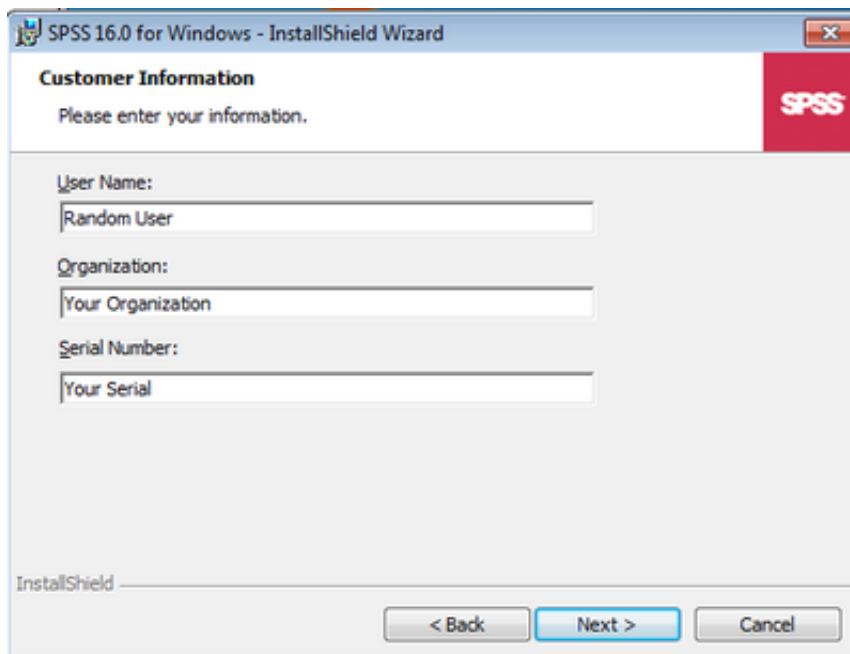 SPSS 16.0 for Windows - InstallShield Wizard
Customer Information
Please enter your information.
SPSS
User Name:
Random User
Organization:
Your Organization
Serial Number:
Your Serial
InstallShield
< Back Next > Cancel